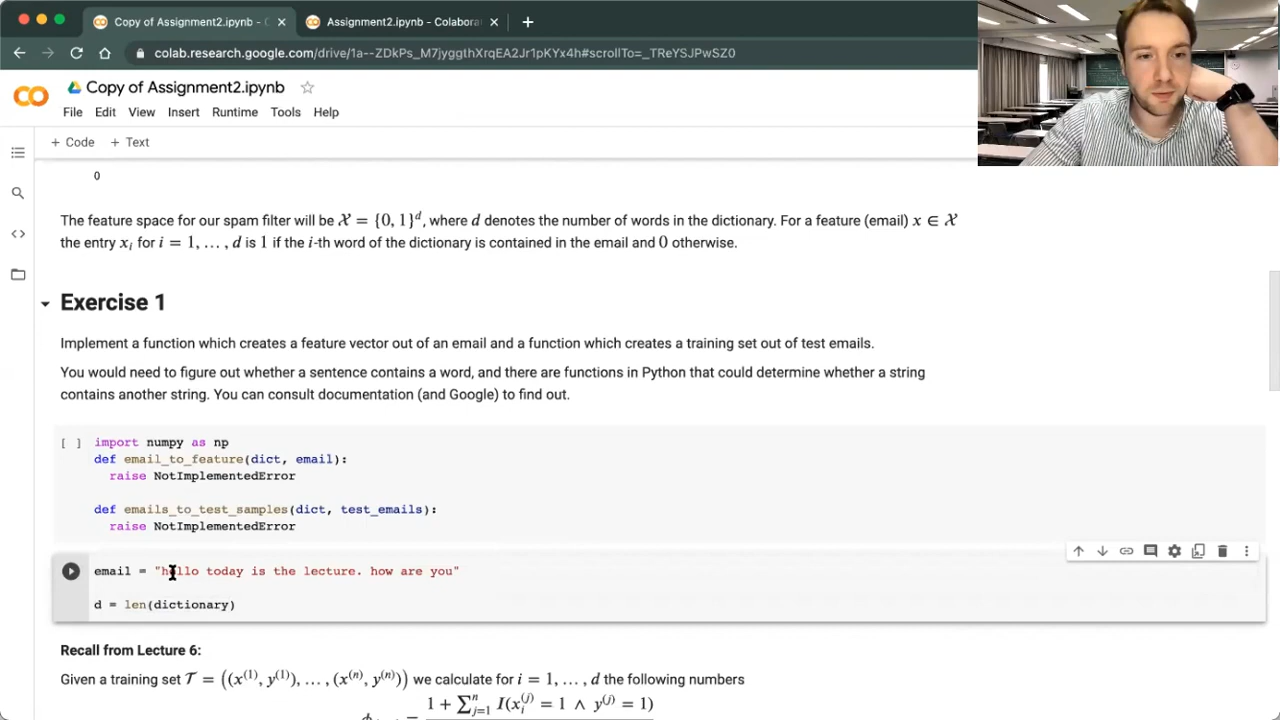 Copy of Assignment2.ipynb - C
Assignment2.ipynb - Colabora
colab.research.google.com/drive/1a--ZDkPs_M7jyggthXrqEA2Jr1pKYx4h#scrollTo=_TReYSJPwSZ0
Copy of Assignment2.ipynb
File Edit View Insert Runtime Tools Help
+ Code + Text
0
The feature space for our spam filter will be 𝒳 = {0, 1}ᵈ, where d denotes the number of words in the dictionary. For a feature (email) x ∈ 𝒳
the entry xᵢ for i = 1, … , d is 1 if the i-th word of the dictionary is contained in the email and 0 otherwise.
Exercise 1
Implement a function which creates a feature vector out of an email and a function which creates a training set out of test emails.
You would need to figure out whether a sentence contains a word, and there are functions in Python that could determine whether a string
contains another string. You can consult documentation (and Google) to find out.
[ ] import numpy as np
def email_to_feature(dict, email):
raise NotImplementedError
def emails_to_test_samples(dict, test_emails):
raise NotImplementedError
email = "hello today is the lecture. how are you"
d = len(dictionary)
Recall from Lecture 6:
Given a training set 𝒯 = ((x⁽¹⁾, y⁽¹⁾), … , (x⁽ⁿ⁾, y⁽ⁿ⁾)) we calculate for i = 1, … , d the following numbers
1 + ∑ⁿⱼ₌₁ I(xᵢ⁽ʲ⁾ = 1 ∧ y⁽ʲ⁾ = 1)